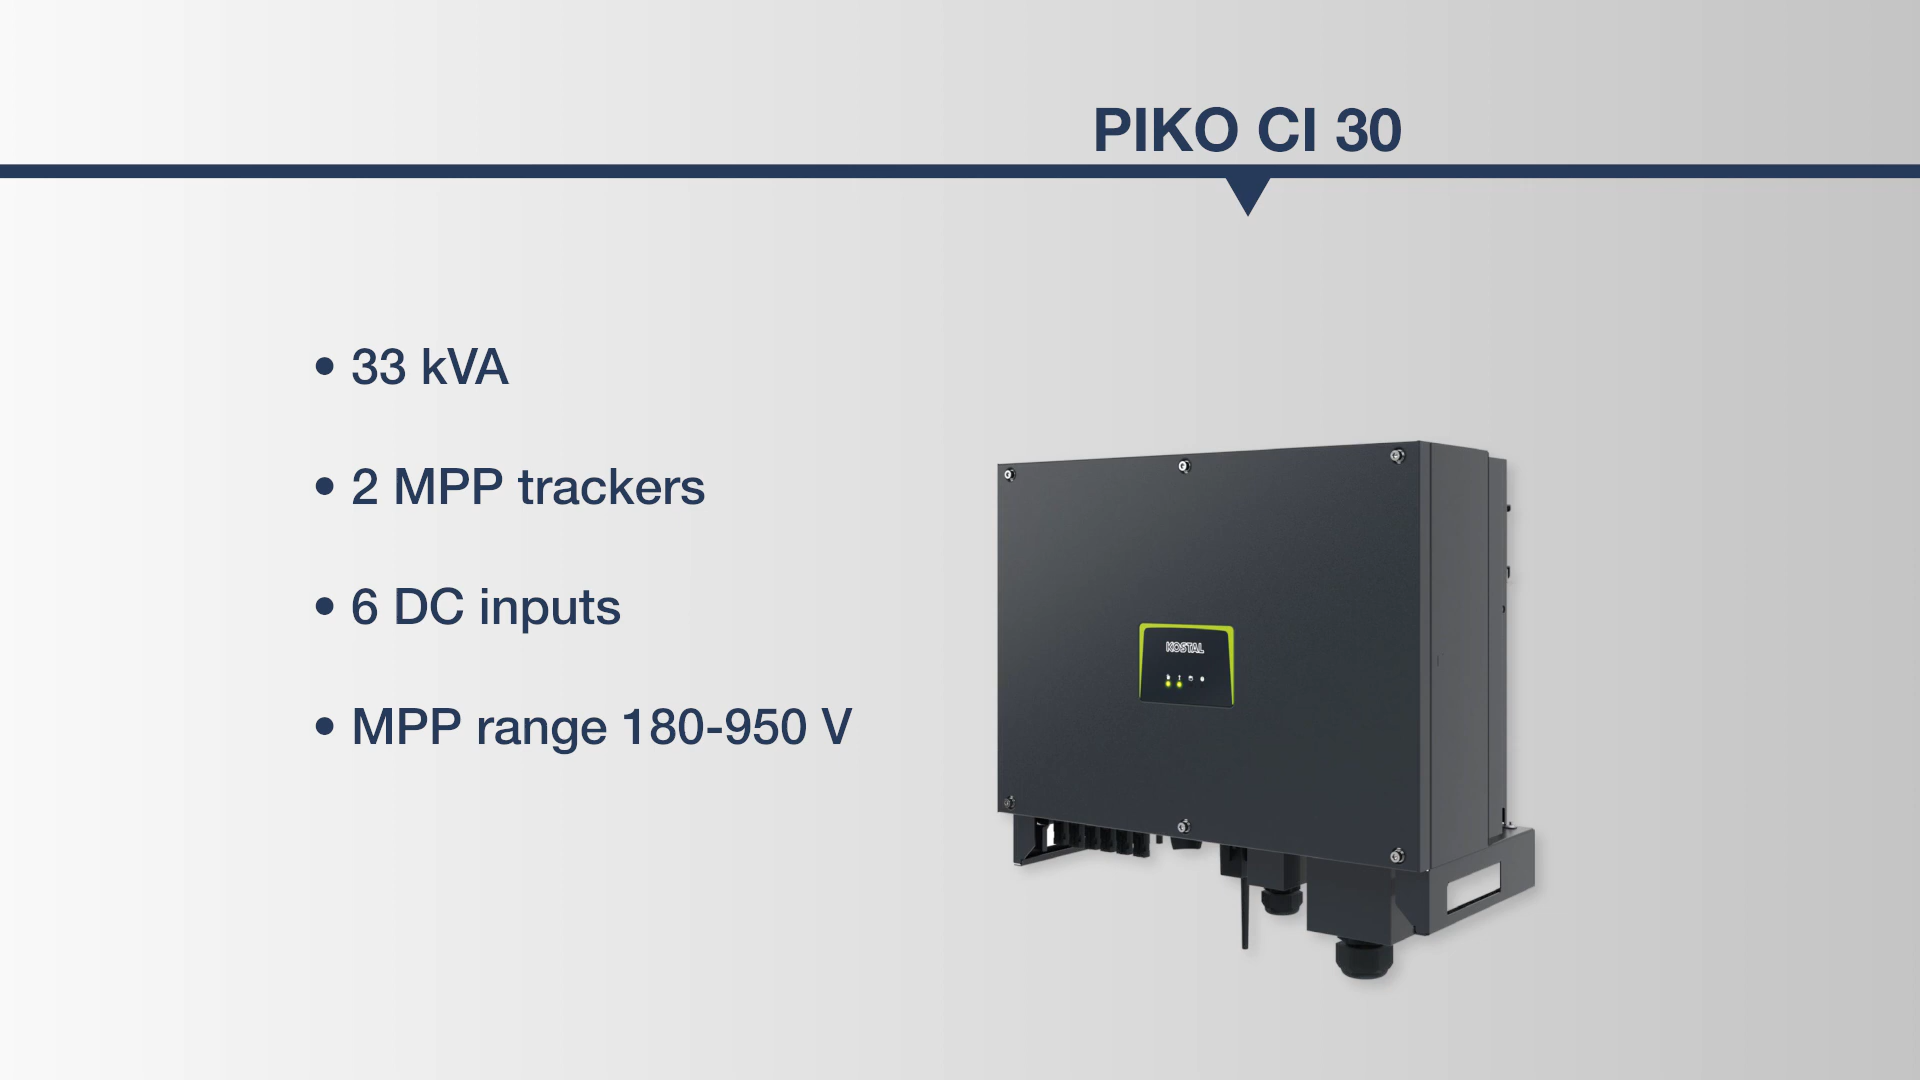 PIKO CI 30
• 33 kVA
• 2 MPP trackers
• 6 DC inputs
• MPP range 180-950 V
KOSTAL